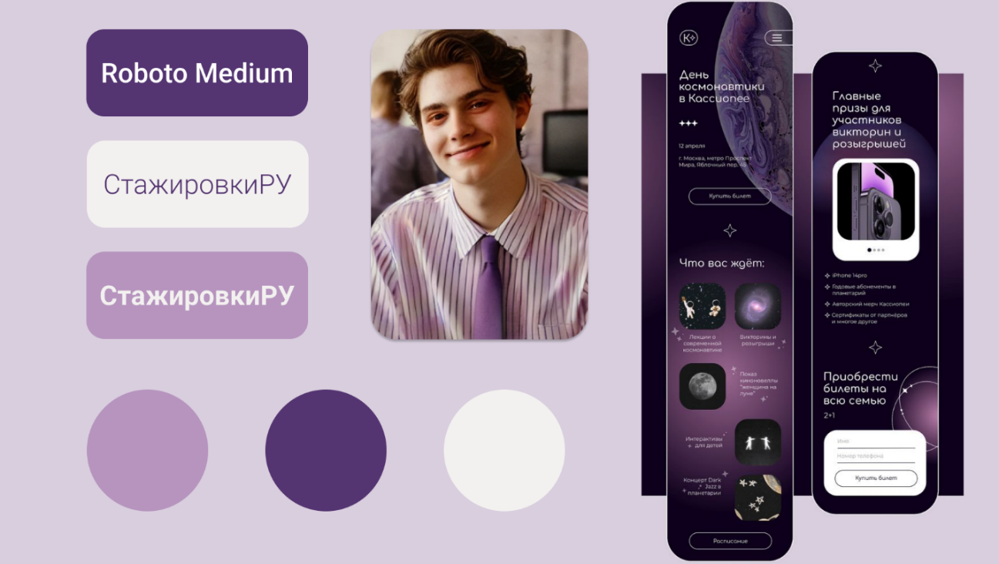 Roboto Medium
СтажировкиРУ
СтажировкиРУ
К
День
космонавтики
в Кассиопее
12 апреля
г. Москва, метро Проспект
Мира, Яблочный пер. 45
Купить билет
Что вас ждёт:
Лекции о
современной
космонавтике
Викторины и
розыгрыши
Показ
киноновеллы
"женщина на
луне"
Интерактивы
для детей
Концерт Dark
Jazz в
планетарии
Расписание
Главные
призы для
участников
викторин и
розыгрышей
iPhone 14pro
Годовые абонементы в
планетарий
Авторский мерч Кассиопеи
Сертификаты от партнёров
и многое другое
Приобрести
билеты на
всю семью
2+1
Имя
Номер телефона
Купить билет